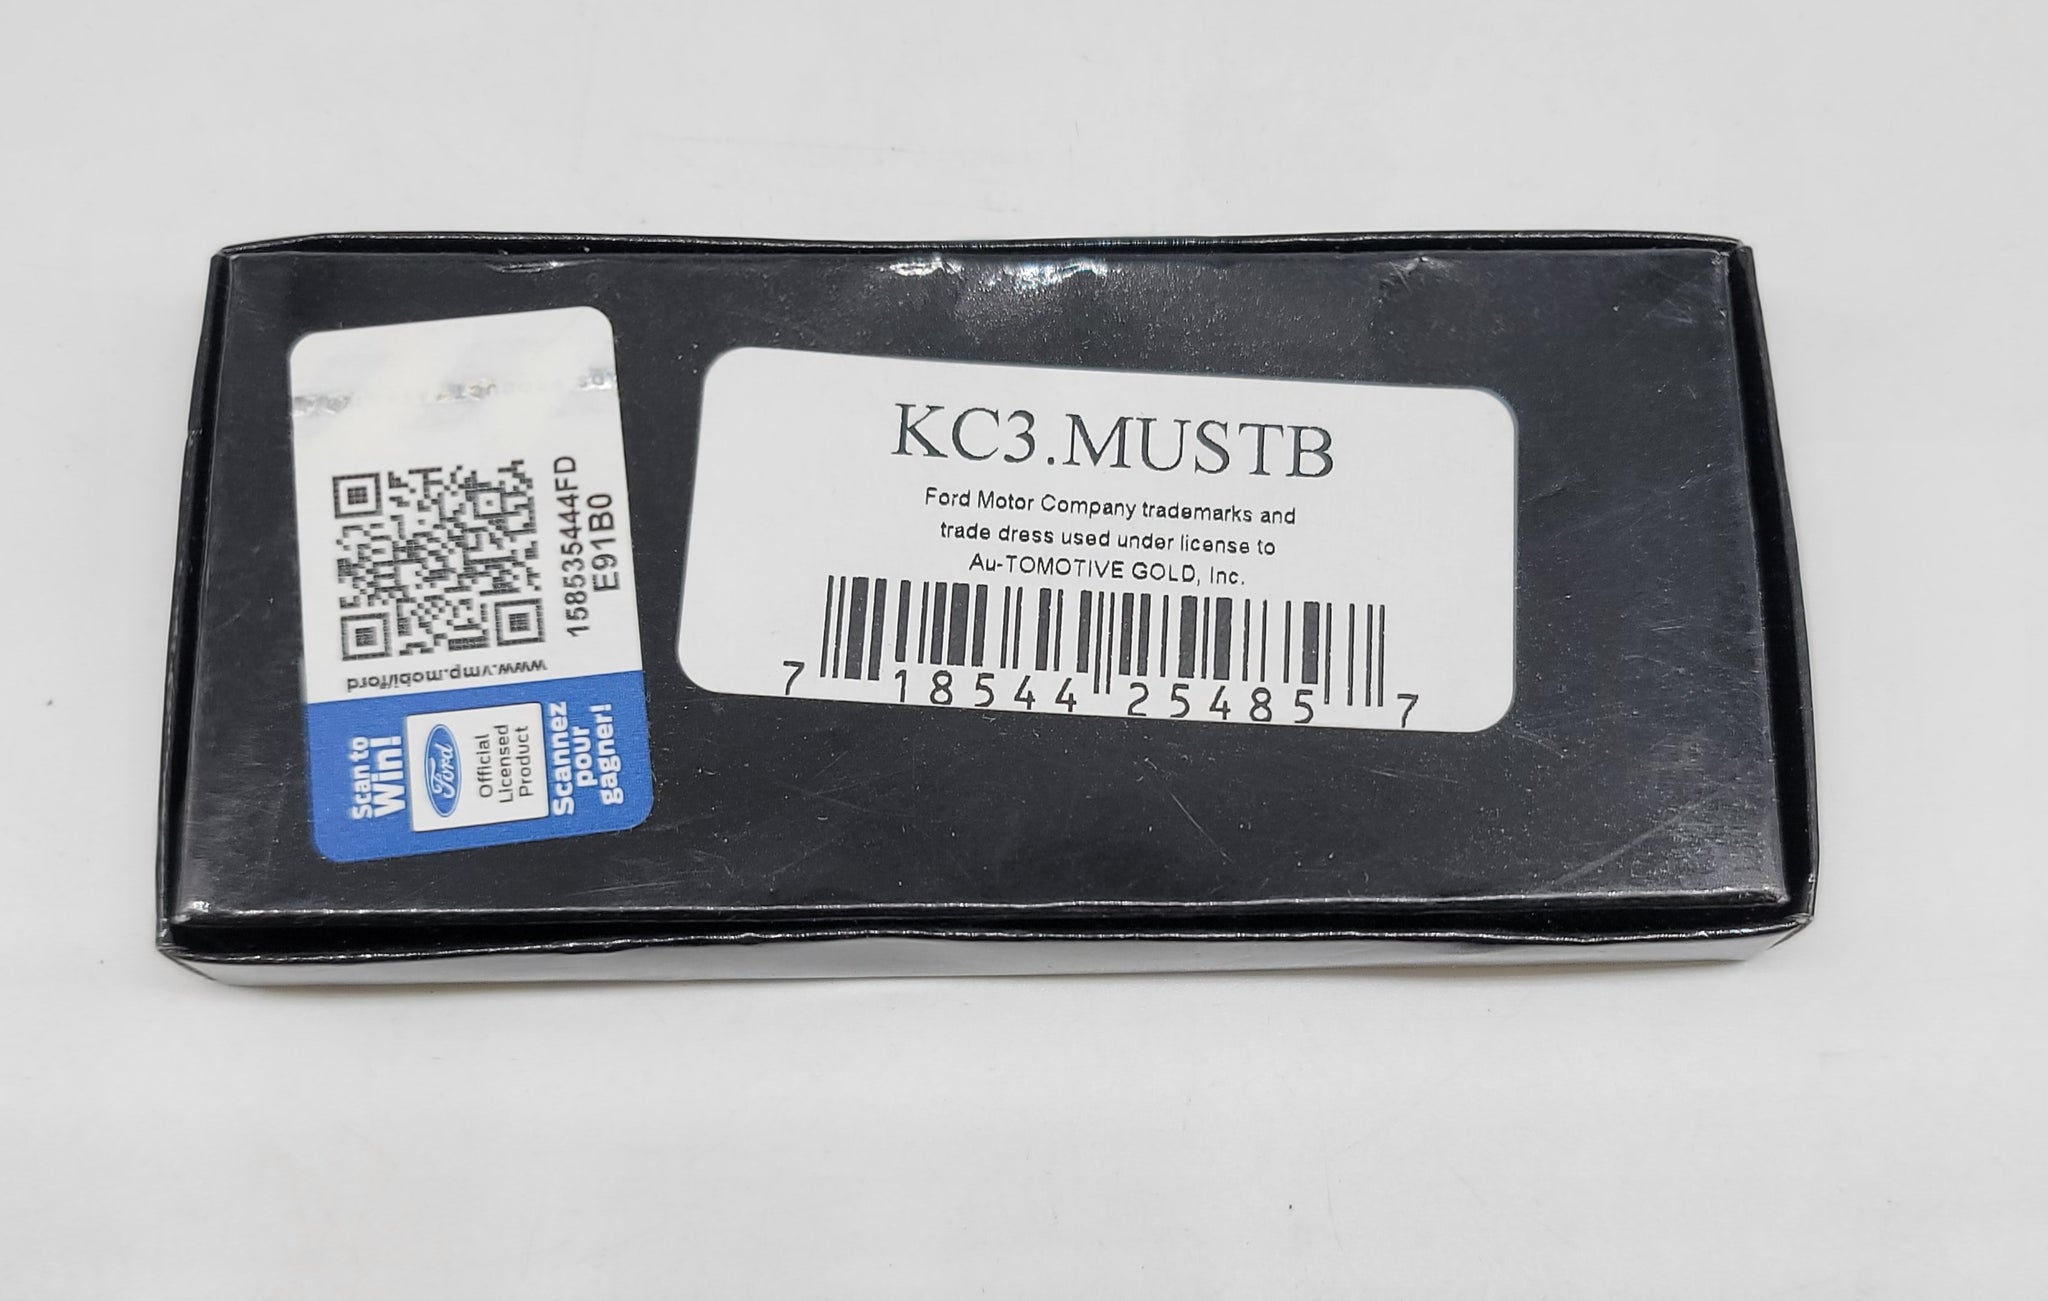 KC3.MUSTB
Ford Motor Company trademarks and
trade dress used under license to
Au-TOMOTIVE GOLD, Inc.
7 18544 25485 7
158535444FD
E91B0
www.vmp.mobi/ford
Scan to
Win!
Ford
Official
Licensed
Product
Scannez
pour
gagner!